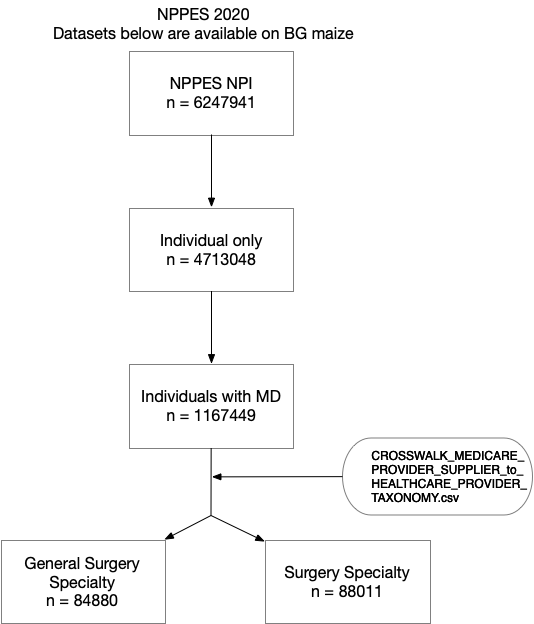 NPPES 2020
Datasets below are available on BG maize
NPPES NPI
n = 6247941
Individual only
n = 4713048
Individuals with MD
n = 1167449
CROSSWALK_MEDICARE_
PROVIDER_SUPPLIER_to_
HEALTHCARE_PROVIDER_
TAXONOMY.csv
General Surgery
Specialty
n = 84880
Surgery Specialty
n = 88011